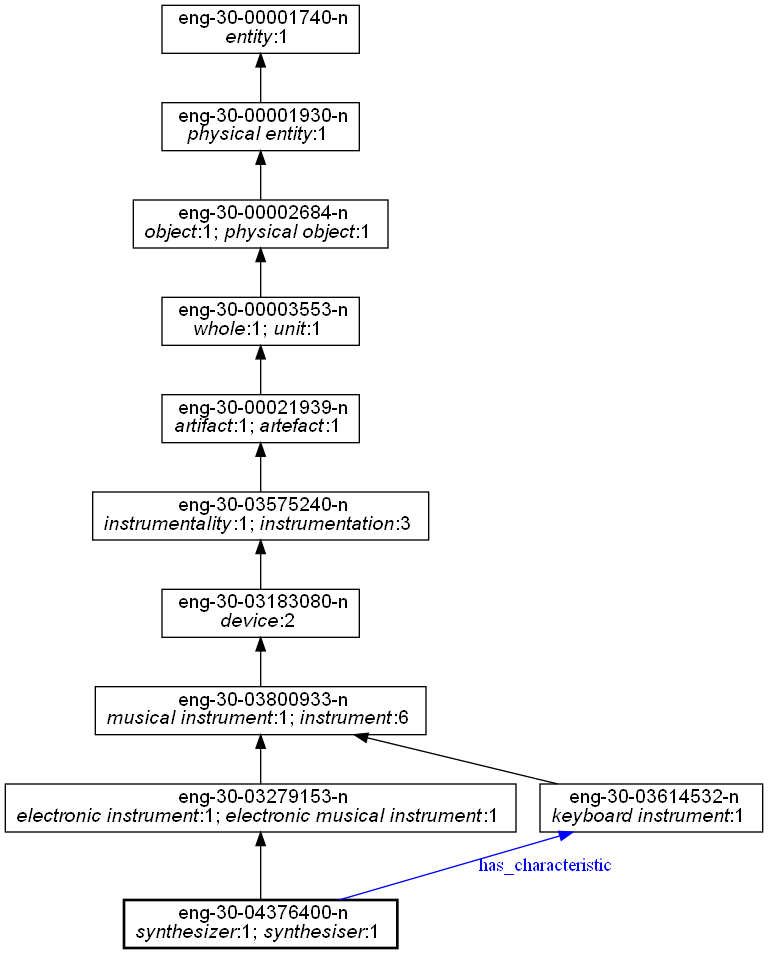 eng-30-00001740-n
entity:1
eng-30-00001930-n
physical entity:1
eng-30-00002684-n
object:1; physical object:1
eng-30-00003553-n
whole:1; unit:1
eng-30-00021939-n
artifact:1; artefact:1
eng-30-03575240-n
instrumentality:1; instrumentation:3
eng-30-03183080-n
device:2
eng-30-03800933-n
musical instrument:1; instrument:6
eng-30-03279153-n
electronic instrument:1; electronic musical instrument:1
eng-30-03614532-n
keyboard instrument:1
has_characteristic
eng-30-04376400-n
synthesizer:1; synthesiser:1